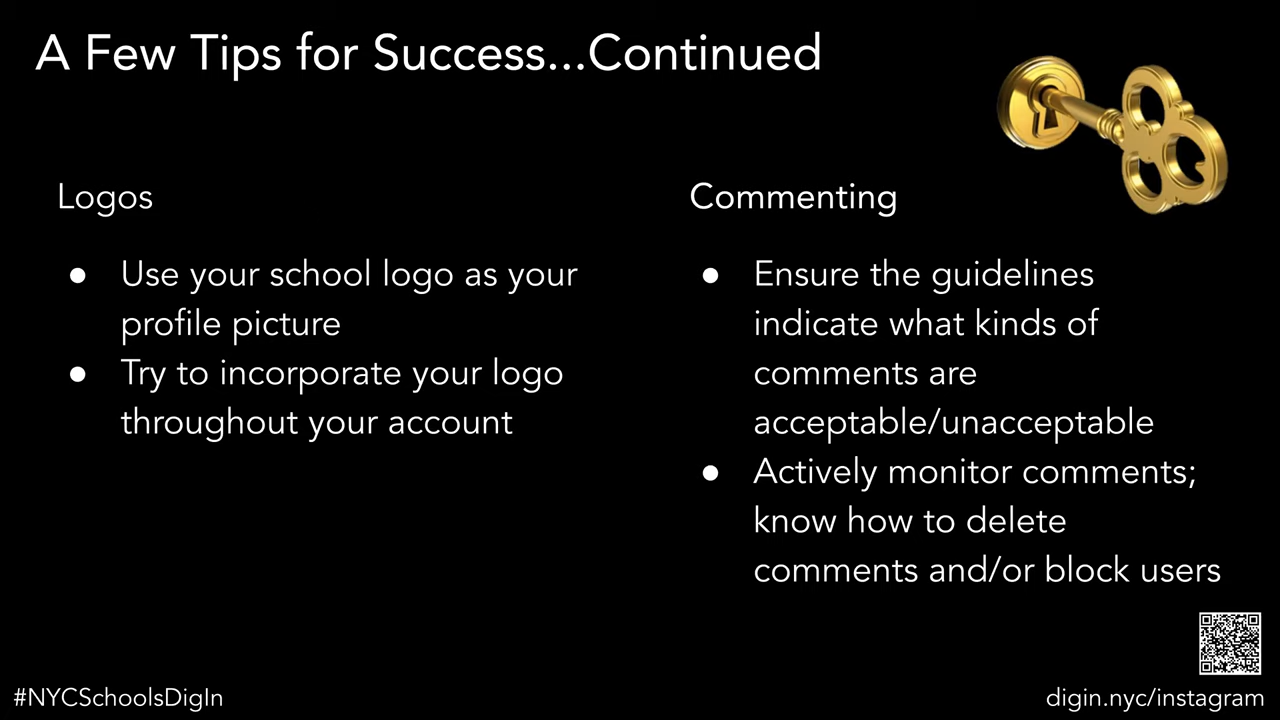 A Few Tips for Success...Continued
Logos
● Use your school logo as your
profile picture
● Try to incorporate your logo
throughout your account
Commenting
● Ensure the guidelines
indicate what kinds of
comments are
acceptable/unacceptable
● Actively monitor comments;
know how to delete
comments and/or block users
#NYCSchoolsDigIn
digin.nyc/instagram